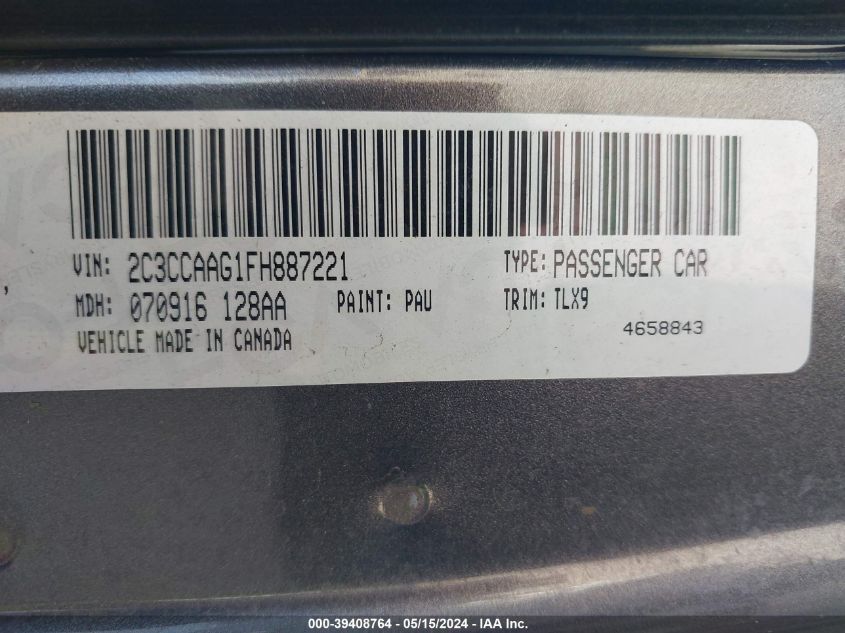 VIN: 2C3CCAAG1FH887221 TYPE: PASSENGER CAR
MDH: 070916 128AA PAINT: PAU TRIM: TLX9
VEHICLE MADE IN CANADA 4658843
000-39408764 - 05/15/2024 - IAA Inc.